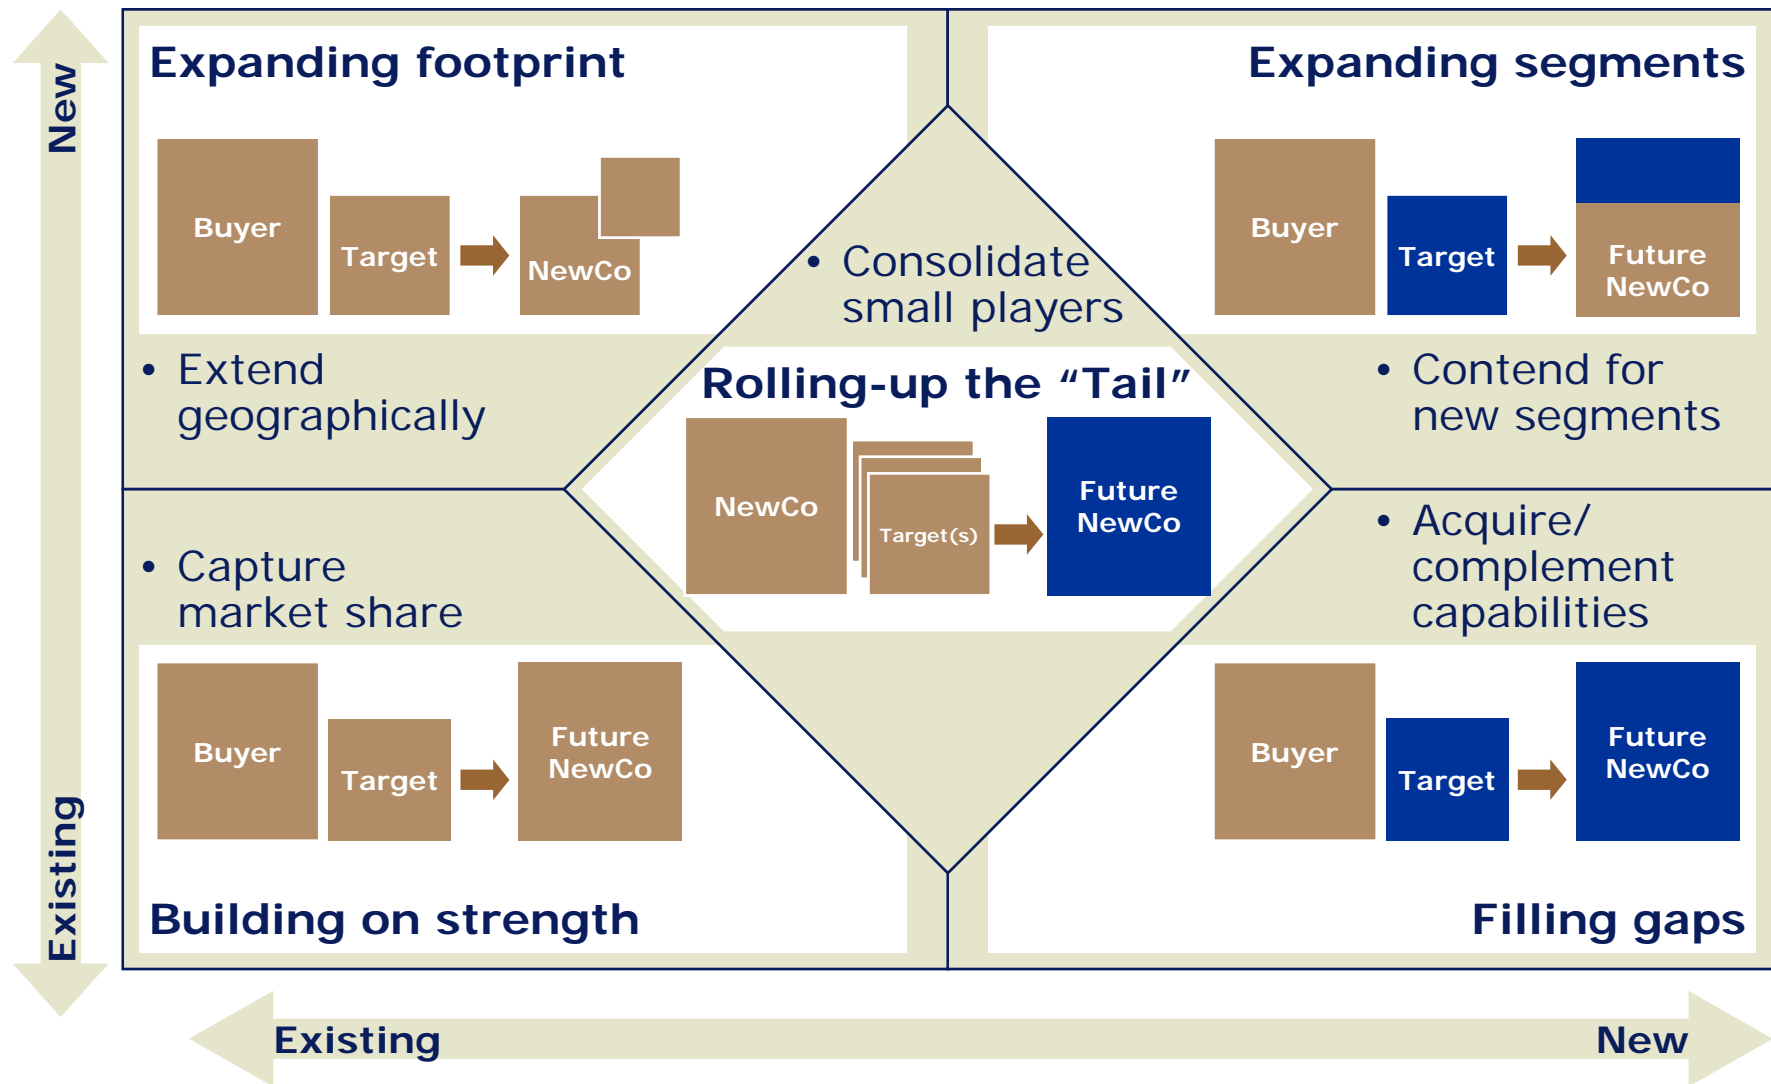 New
Existing
Expanding footprint
Buyer
Target
NewCo
• Extend
geographically
Expanding segments
Buyer
Target
Future
NewCo
• Contend for
new segments
• Consolidate
small players
Rolling-up the “Tail”
NewCo
Target(s)
Future
NewCo
• Capture
market share
Buyer
Target
Future
NewCo
Building on strength
• Acquire/
complement
capabilities
Buyer
Target
Future
NewCo
Filling gaps
Existing
New